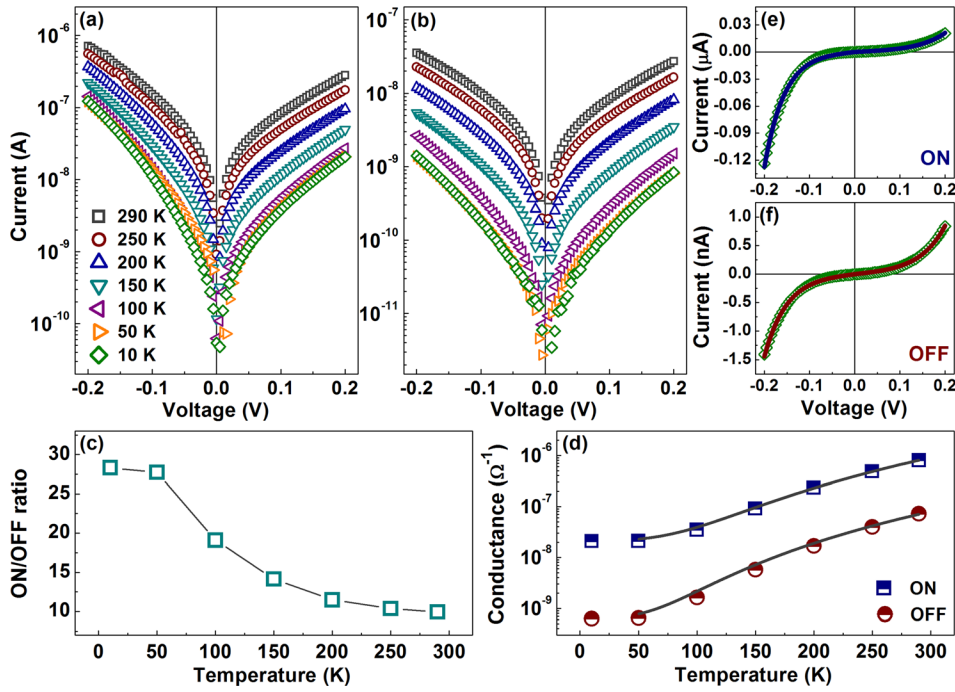 (a)
10⁻⁶
10⁻⁷
10⁻⁸
10⁻⁹
10⁻¹⁰
Current (A)
290 K
250 K
200 K
150 K
100 K
50 K
10 K
-0.2 -0.1 0.0 0.1 0.2
Voltage (V)
(b)
10⁻⁷
10⁻⁸
10⁻⁹
10⁻¹⁰
10⁻¹¹
-0.2 -0.1 0.0 0.1 0.2
Voltage (V)
(e)
0.03
0.00
-0.03
-0.06
-0.09
-0.12
Current (μA)
ON
-0.2 -0.1 0.0 0.1 0.2
(f)
1.0
0.5
0.0
-0.5
-1.0
-1.5
Current (nA)
OFF
-0.2 -0.1 0.0 0.1 0.2
Voltage (V)
(c)
30
25
20
15
10
ON/OFF ratio
0 50 100 150 200 250 300
Temperature (K)
(d)
10⁻⁶
10⁻⁷
10⁻⁸
10⁻⁹
Conductance (Ω⁻¹)
ON
OFF
0 50 100 150 200 250 300
Temperature (K)